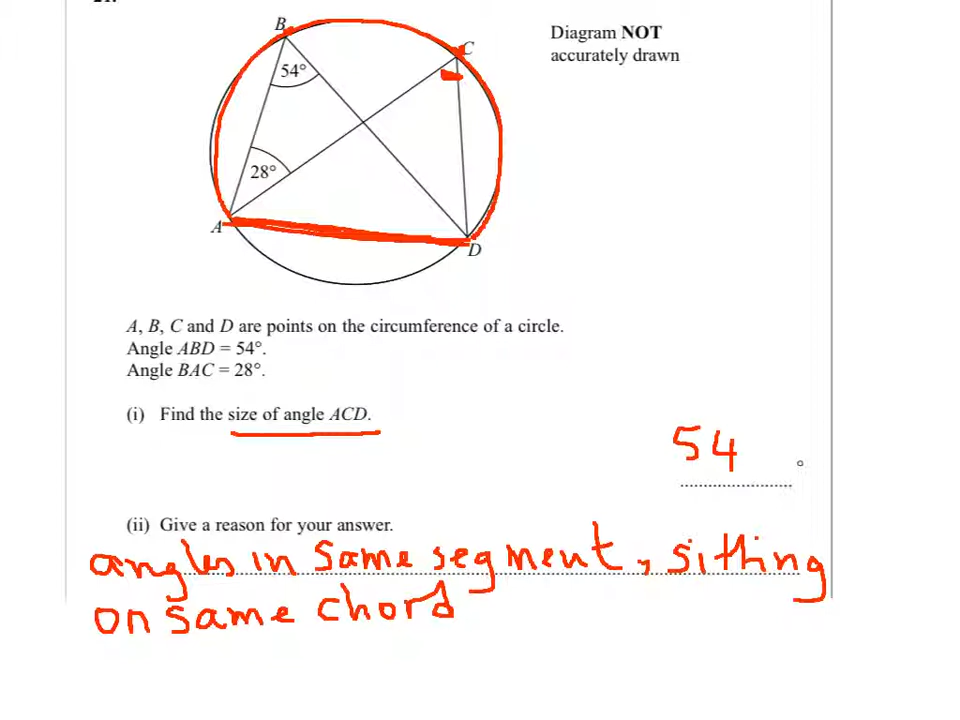 B
C
Diagram NOT
accurately drawn
54°
28°
A
D
A, B, C and D are points on the circumference of a circle.
Angle ABD = 54°.
Angle BAC = 28°.
(i) Find the size of angle ACD.
54 °
(ii) Give a reason for your answer.
angles in same segment, sitting
on same chord